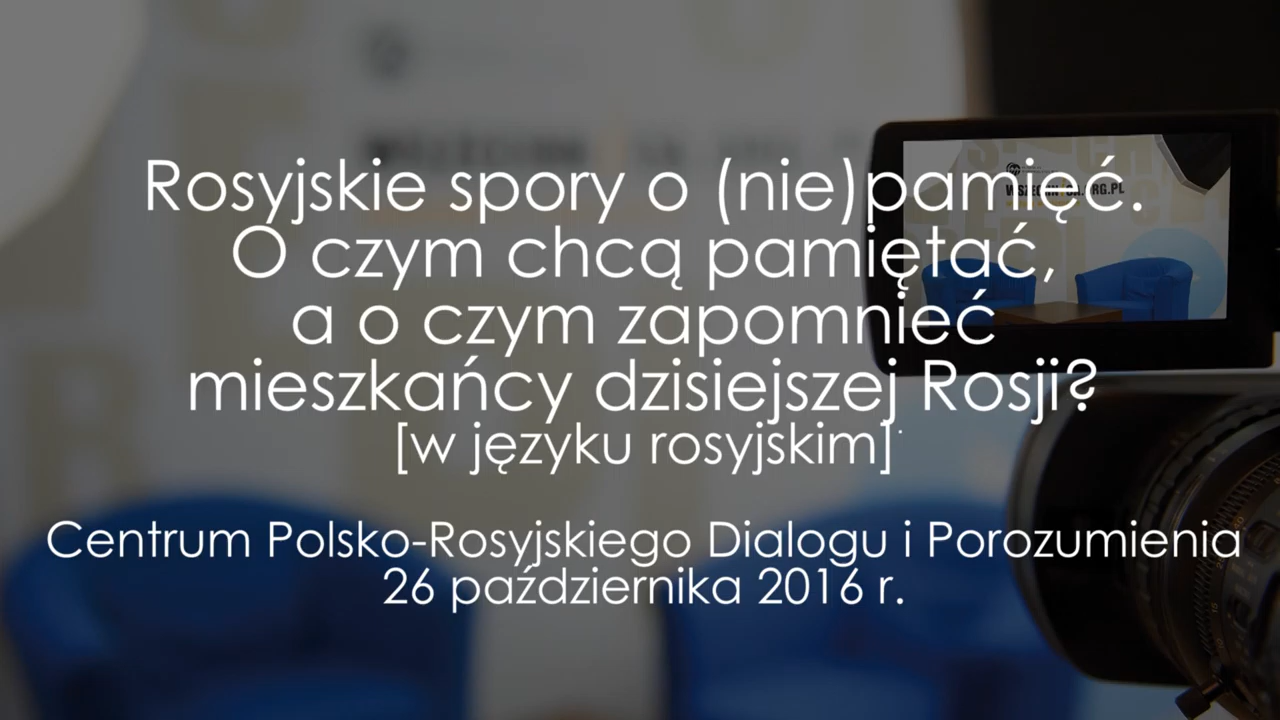 Rosyjskie spory o (nie)pamięć.
O czym chcą pamiętać,
a o czym zapomnieć
mieszkańcy dzisiejszej Rosji?
[w języku rosyjskim]
Centrum Polsko-Rosyjskiego Dialogu i Porozumienia
26 października 2016 r.